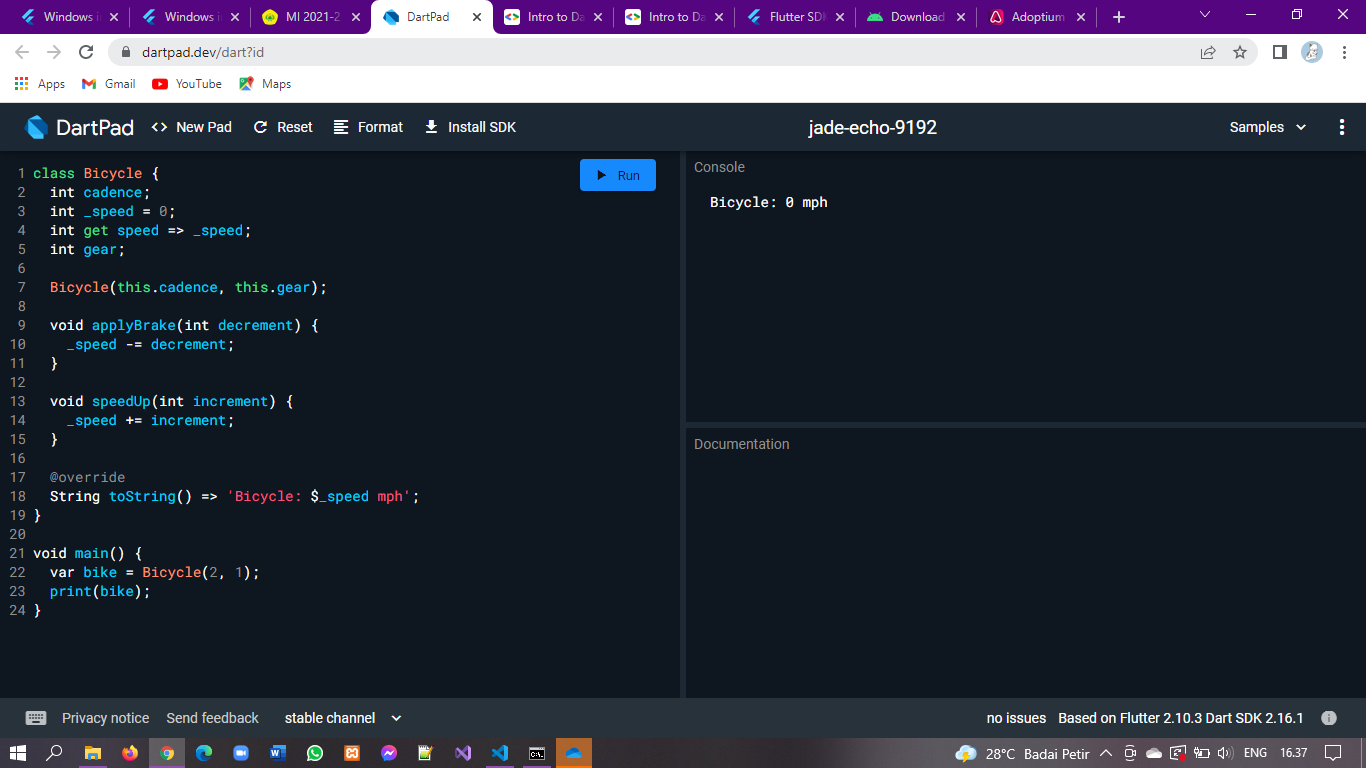 Windows in
Windows in
MI 2021-2
DartPad
Intro to Da
Intro to Da
Flutter SDK
Download
Adoptium
dartpad.dev/dart?id
Apps
Gmail
YouTube
Maps
DartPad
<> New Pad
Reset
Format
Install SDK
jade-echo-9192
Samples
Run
1 class Bicycle {
2 int cadence;
3 int _speed = 0;
4 int get speed => _speed;
5 int gear;
6
7 Bicycle(this.cadence, this.gear);
8
9 void applyBrake(int decrement) {
10 _speed -= decrement;
11 }
12
13 void speedUp(int increment) {
14 _speed += increment;
15 }
16
17 @override
18 String toString() => 'Bicycle: $_speed mph';
19 }
20
21 void main() {
22 var bike = Bicycle(2, 1);
23 print(bike);
24 }
Console
Bicycle: 0 mph
Documentation
Privacy notice
Send feedback
stable channel
no issues
Based on Flutter 2.10.3 Dart SDK 2.16.1
28°C Badai Petir
ENG
16.37